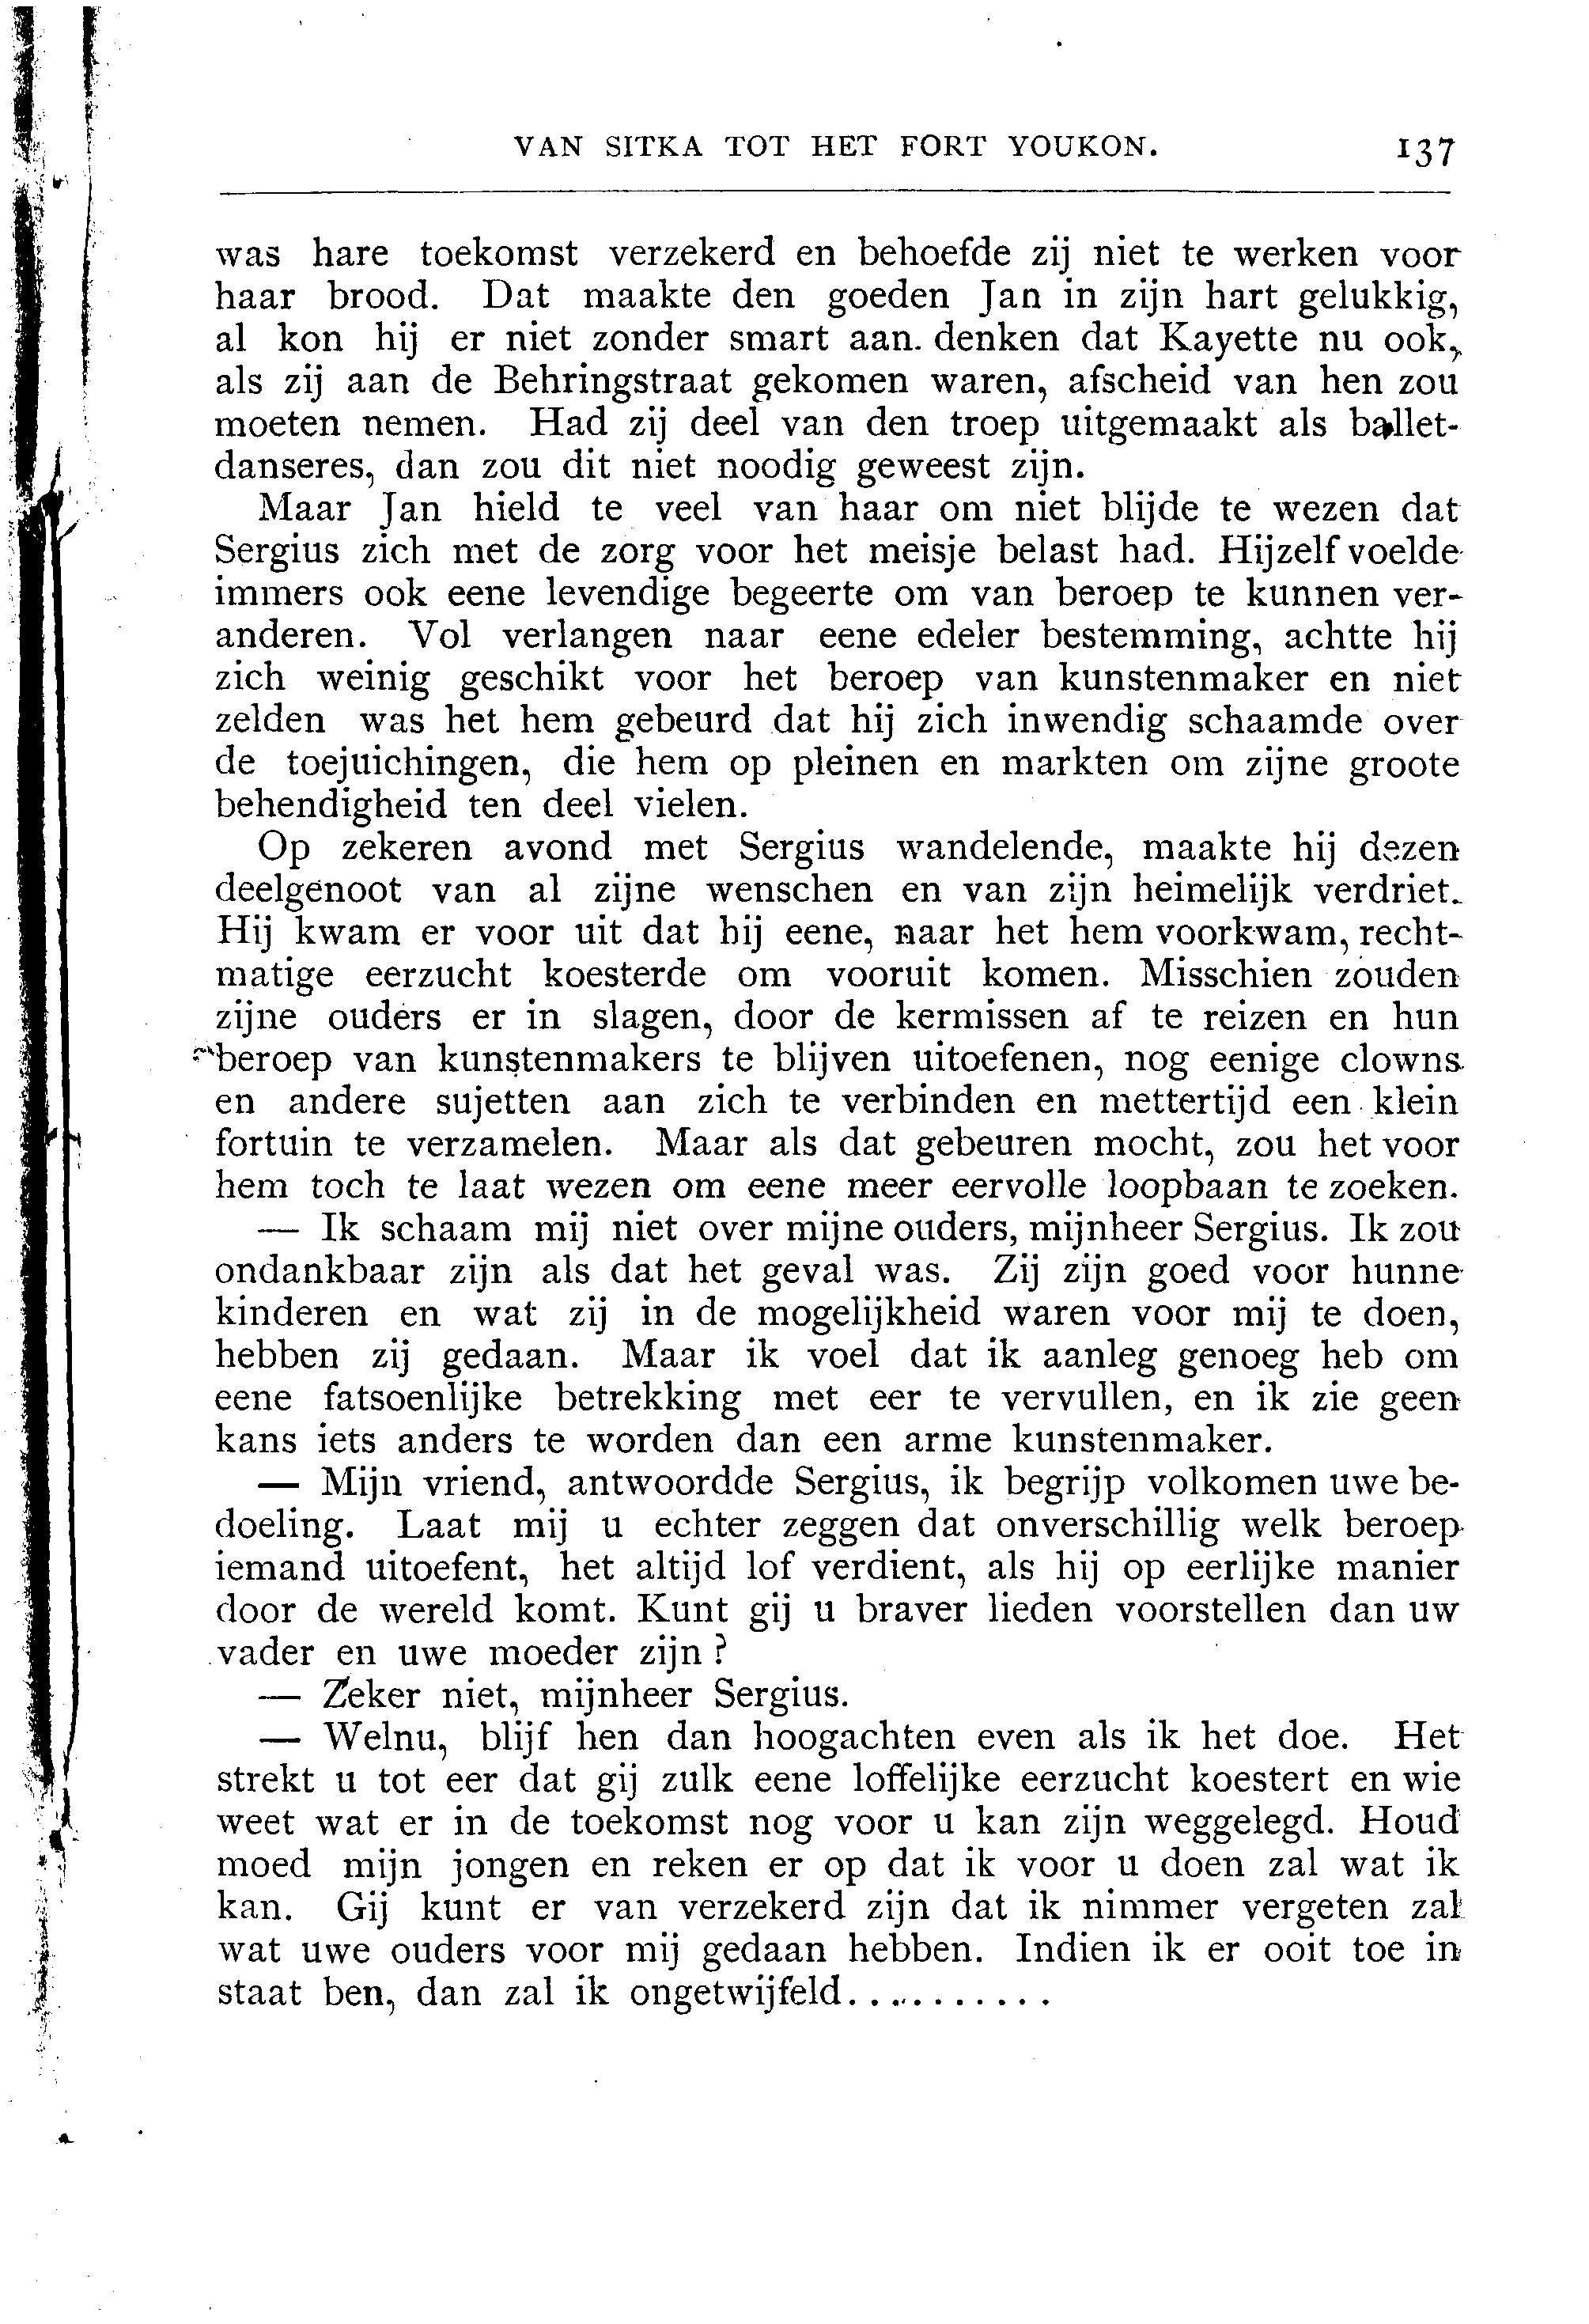 VAN SITKA TOT HET FORT YOUKON. 137
was hare toekomst verzekerd en behoefde zij niet te werken voor
haar brood. Dat maakte den goeden Jan in zijn hart gelukkig,
al kon hij er niet zonder smart aan denken dat Kayette nu ook,
als zij aan de Behringstraat gekomen waren, afscheid van hen zou
moeten nemen. Had zij deel van den troep uitgemaakt als ballet-
danseres, dan zou dit niet noodig geweest zijn.
Maar Jan hield te veel van haar om niet blijde te wezen dat
Sergius zich met de zorg voor het meisje belast had. Hijzelf voelde
immers ook eene levendige begeerte om van beroep te kunnen ver-
anderen. Vol verlangen naar eene edeler bestemming, achtte hij
zich weinig geschikt voor het beroep van kunstenmaker en niet
zelden was het hem gebeurd dat hij zich inwendig schaamde over
de toejuichingen, die hem op pleinen en markten om zijne groote
behendigheid ten deel vielen.
Op zekeren avond met Sergius wandelende, maakte hij dezen
deelgenoot van al zijne wenschen en van zijn heimelijk verdriet.
Hij kwam er voor uit dat hij eene, naar het hem voorkwam, recht-
matige eerzucht koesterde om vooruit komen. Misschien zouden
zijne ouders er in slagen, door de kermissen af te reizen en hun
beroep van kunstenmakers te blijven uitoefenen, nog eenige clowns
en andere sujetten aan zich te verbinden en mettertijd een klein
fortuin te verzamelen. Maar als dat gebeuren mocht, zou het voor
hem toch te laat wezen om eene meer eervolle loopbaan te zoeken.
— Ik schaam mij niet over mijne ouders, mijnheer Sergius. Ik zou
ondankbaar zijn als dat het geval was. Zij zijn goed voor hunne
kinderen en wat zij in de mogelijkheid waren voor mij te doen,
hebben zij gedaan. Maar ik voel dat ik aanleg genoeg heb om
eene fatsoenlijke betrekking met eer te vervullen, en ik zie geen
kans iets anders te worden dan een arme kunstenmaker.
— Mijn vriend, antwoordde Sergius, ik begrijp volkomen uwe be-
doeling. Laat mij u echter zeggen dat onverschillig welk beroep
iemand uitoefent, het altijd lof verdient, als hij op eerlijke manier
door de wereld komt. Kunt gij u braver lieden voorstellen dan uw
vader en uwe moeder zijn?
— Zeker niet, mijnheer Sergius.
— Welnu, blijf hen dan hoogachten even als ik het doe. Het
strekt u tot eer dat gij zulk eene loffelijke eerzucht koestert en wie
weet wat er in de toekomst nog voor u kan zijn weggelegd. Houd
moed mijn jongen en reken er op dat ik voor u doen zal wat ik
kan. Gij kunt er van verzekerd zijn dat ik nimmer vergeten zal
wat uwe ouders voor mij gedaan hebben. Indien ik er ooit toe in
staat ben, dan zal ik ongetwijfeld..........